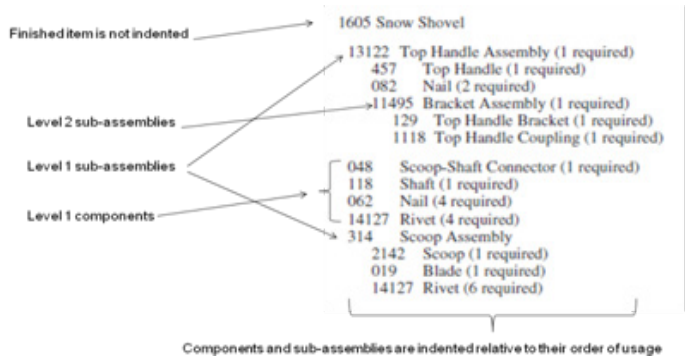 1605 Snow Shovel
Finished item is not indented
13122 Top Handle Assembly (1 required)
457 Top Handle (1 required)
082 Nail (2 required)
11495 Bracket Assembly (1 required)
129 Top Handle Bracket (1 required)
1118 Top Handle Coupling (1 required)
Level 2 sub-assemblies
Level 1 sub-assemblies
Level 1 components
048 Scoop-Shaft Connector (1 required)
118 Shaft (1 required)
062 Nail (4 required)
14127 Rivet (4 required)
314 Scoop Assembly
2142 Scoop (1 required)
019 Blade (1 required)
14127 Rivet (6 required)
Components and sub-assemblies are indented relative to their order of usage